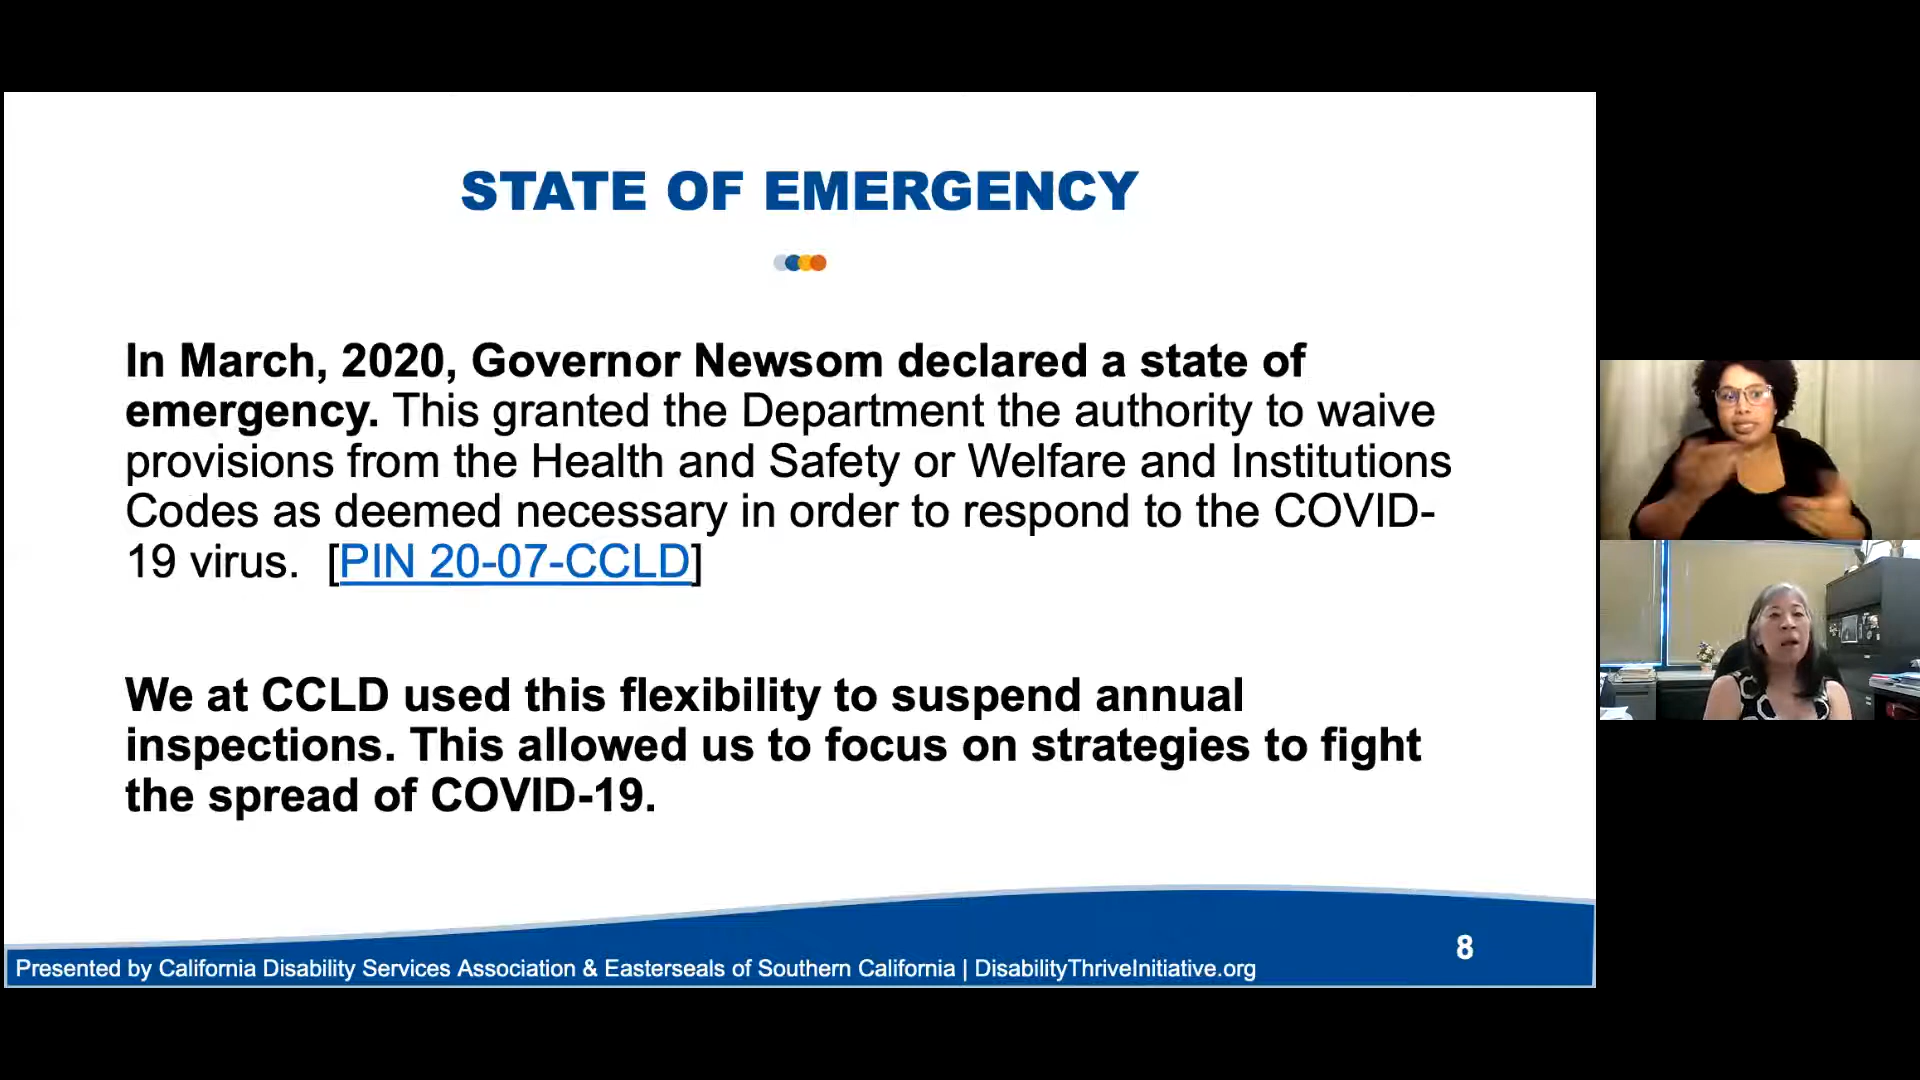 STATE OF EMERGENCY
In March, 2020, Governor Newsom declared a state of
emergency. This granted the Department the authority to waive
provisions from the Health and Safety or Welfare and Institutions
Codes as deemed necessary in order to respond to the COVID-
19 virus.  [PIN 20-07-CCLD]
We at CCLD used this flexibility to suspend annual
inspections. This allowed us to focus on strategies to fight
the spread of COVID-19.
8
Presented by California Disability Services Association & Easterseals of Southern California | DisabilityThriveInitiative.org